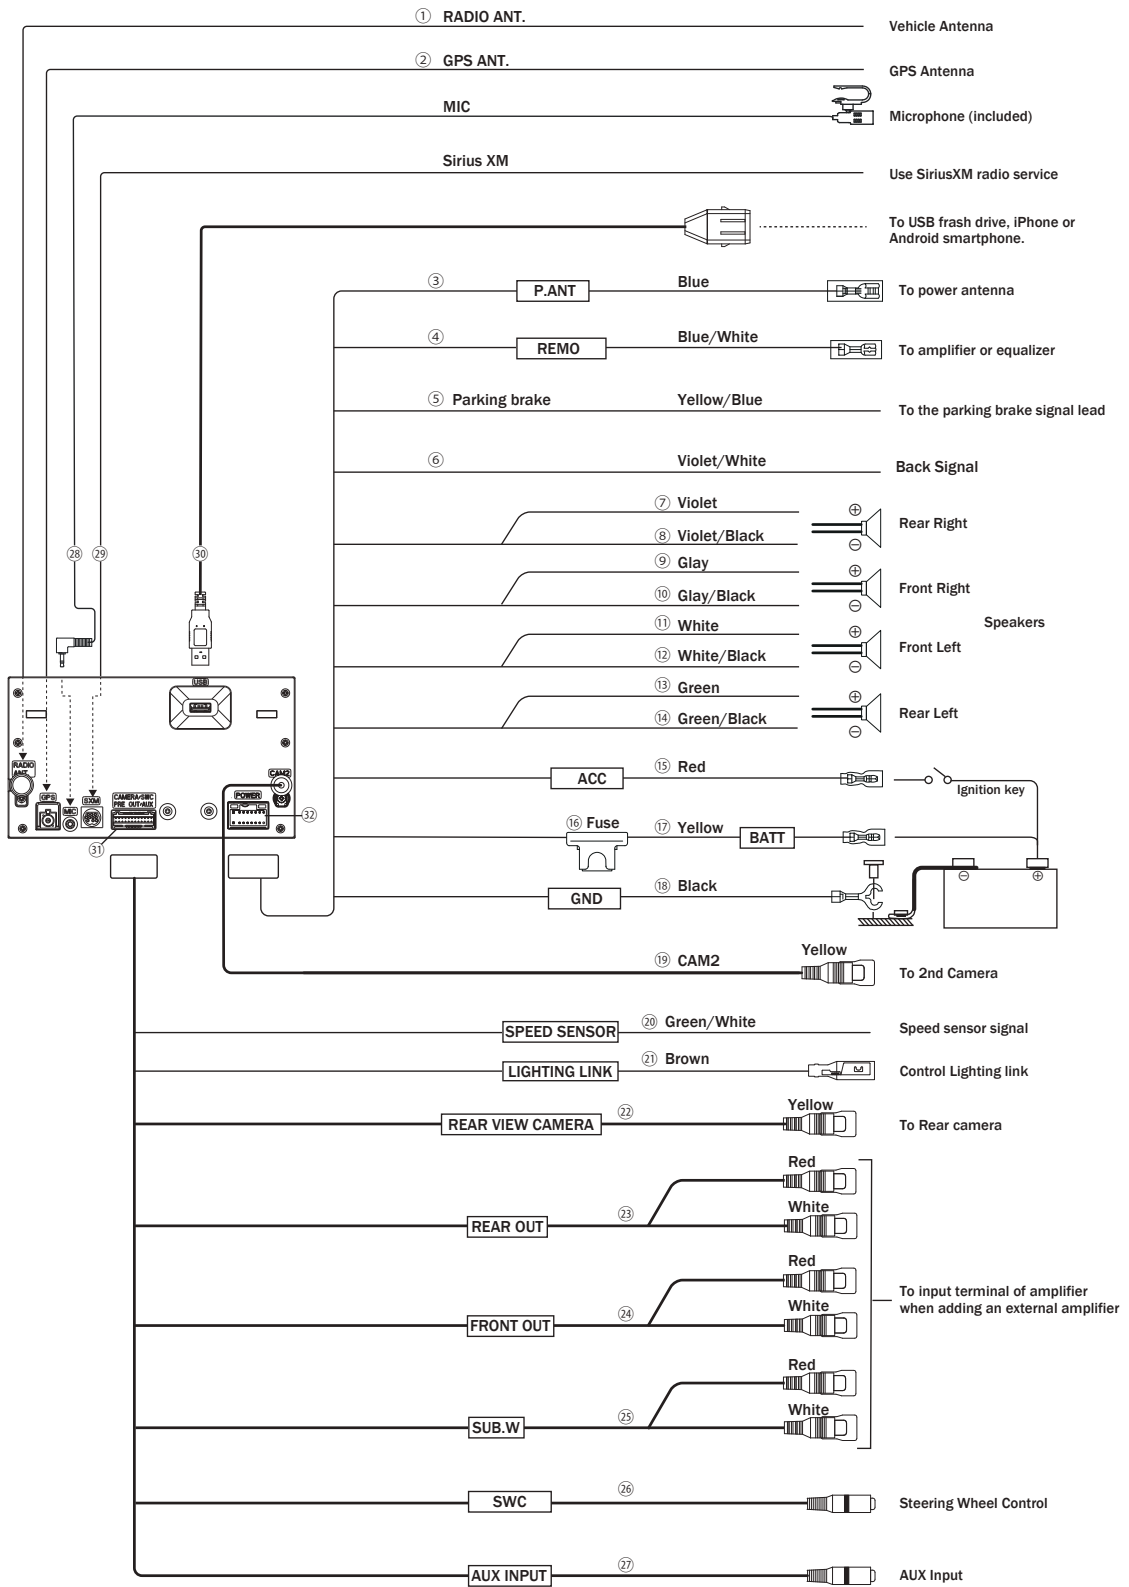 ① RADIO ANT.
Vehicle Antenna
② GPS ANT.
GPS Antenna
MIC
Microphone (included)
Sirius XM
Use SiriusXM radio service
To USB frash drive, iPhone or
Android smartphone.
③ P.ANT Blue
To power antenna
④ REMO Blue/White
To amplifier or equalizer
⑤ Parking brake Yellow/Blue
To the parking brake signal lead
⑥ Violet/White
Back Signal
⑦ Violet
⑧ Violet/Black
⊕
⊖
Rear Right
⑨ Glay
⑩ Glay/Black
⊕
⊖
Front Right
Speakers
⑪ White
⑫ White/Black
⊕
⊖
Front Left
⑬ Green
⑭ Green/Black
⊕
⊖
Rear Left
㉘ ㉙ ㉚
USB
RADIO
ANT.
GPS
MIC
SXM
CAMERA/SWC
PRE OUT·AUX
POWER
CAM2
㉛
㉜
ACC ⑮ Red
Ignition key
⑯ Fuse ⑰ Yellow BATT
GND ⑱ Black
⊖ ⊕
⑲ CAM2 Yellow
To 2nd Camera
SPEED SENSOR ⑳ Green/White
Speed sensor signal
LIGHTING LINK ㉑ Brown
Control Lighting link
REAR VIEW CAMERA ㉒ Yellow
To Rear camera
REAR OUT ㉓
Red
White
FRONT OUT ㉔
Red
White
To input terminal of amplifier
when adding an external amplifier
SUB.W ㉕
Red
White
SWC ㉖
Steering Wheel Control
AUX INPUT ㉗
AUX Input